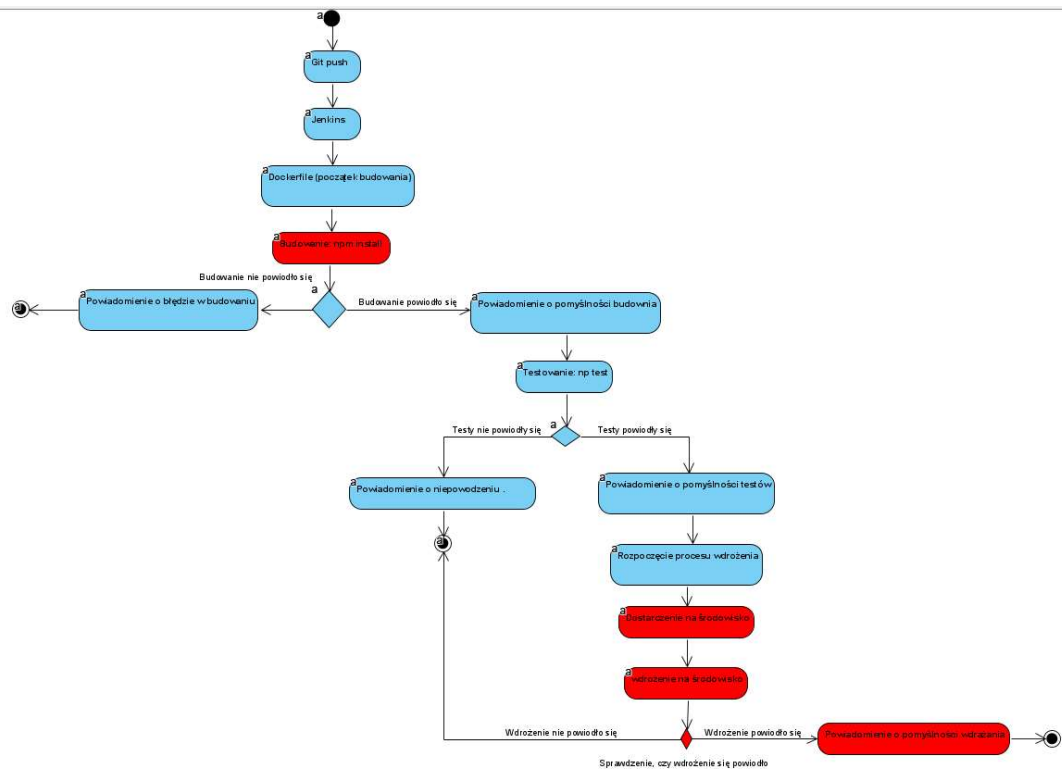 a
a
Git push
a
Jenkins
a
Dockerfile (początek budowania)
a
Budowanie: npm install
Budowanie nie powiodło się
a
a
Powiadomienie o błędzie w budowaniu
a
Budowanie powiodło się
a
Powiadomienie o pomyślności budownia
a
Testowanie: np test
a
Testy nie powiodły się
Testy powiodły się
a
Powiadomienie o niepowodzeniu .
a
Powiadomienie o pomyślności testów
a
a
Rozpoczęcie procesu wdrożenia
a
Dostarczenie na środowisko
a
wdrożenie na środowisko
Wdrożenie nie powiodło się
Wdrożenie powiodło się
Powiadomienie o pomyślności wdrażania
Sprawdzenie, czy wdrożenie się powiodło